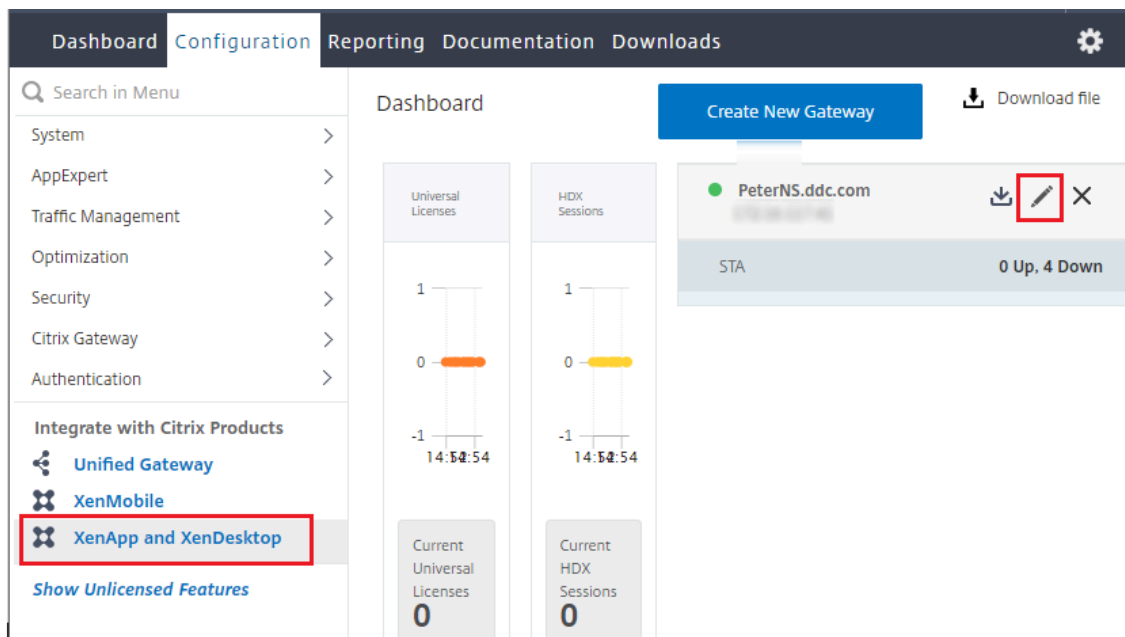 Dashboard Configuration Reporting Documentation Downloads
Search in Menu
System
AppExpert
Traffic Management
Optimization
Security
Citrix Gateway
Authentication
Integrate with Citrix Products
Unified Gateway
XenMobile
XenApp and XenDesktop
Show Unlicensed Features
Dashboard
Create New Gateway
Download file
Universal
Licenses
1
0
-1
Current
Universal
Licenses
0
HDX
Sessions
1
0
-1
Current
HDX
Sessions
0
PeterNS.ddc.com
STA 0 Up, 4 Down